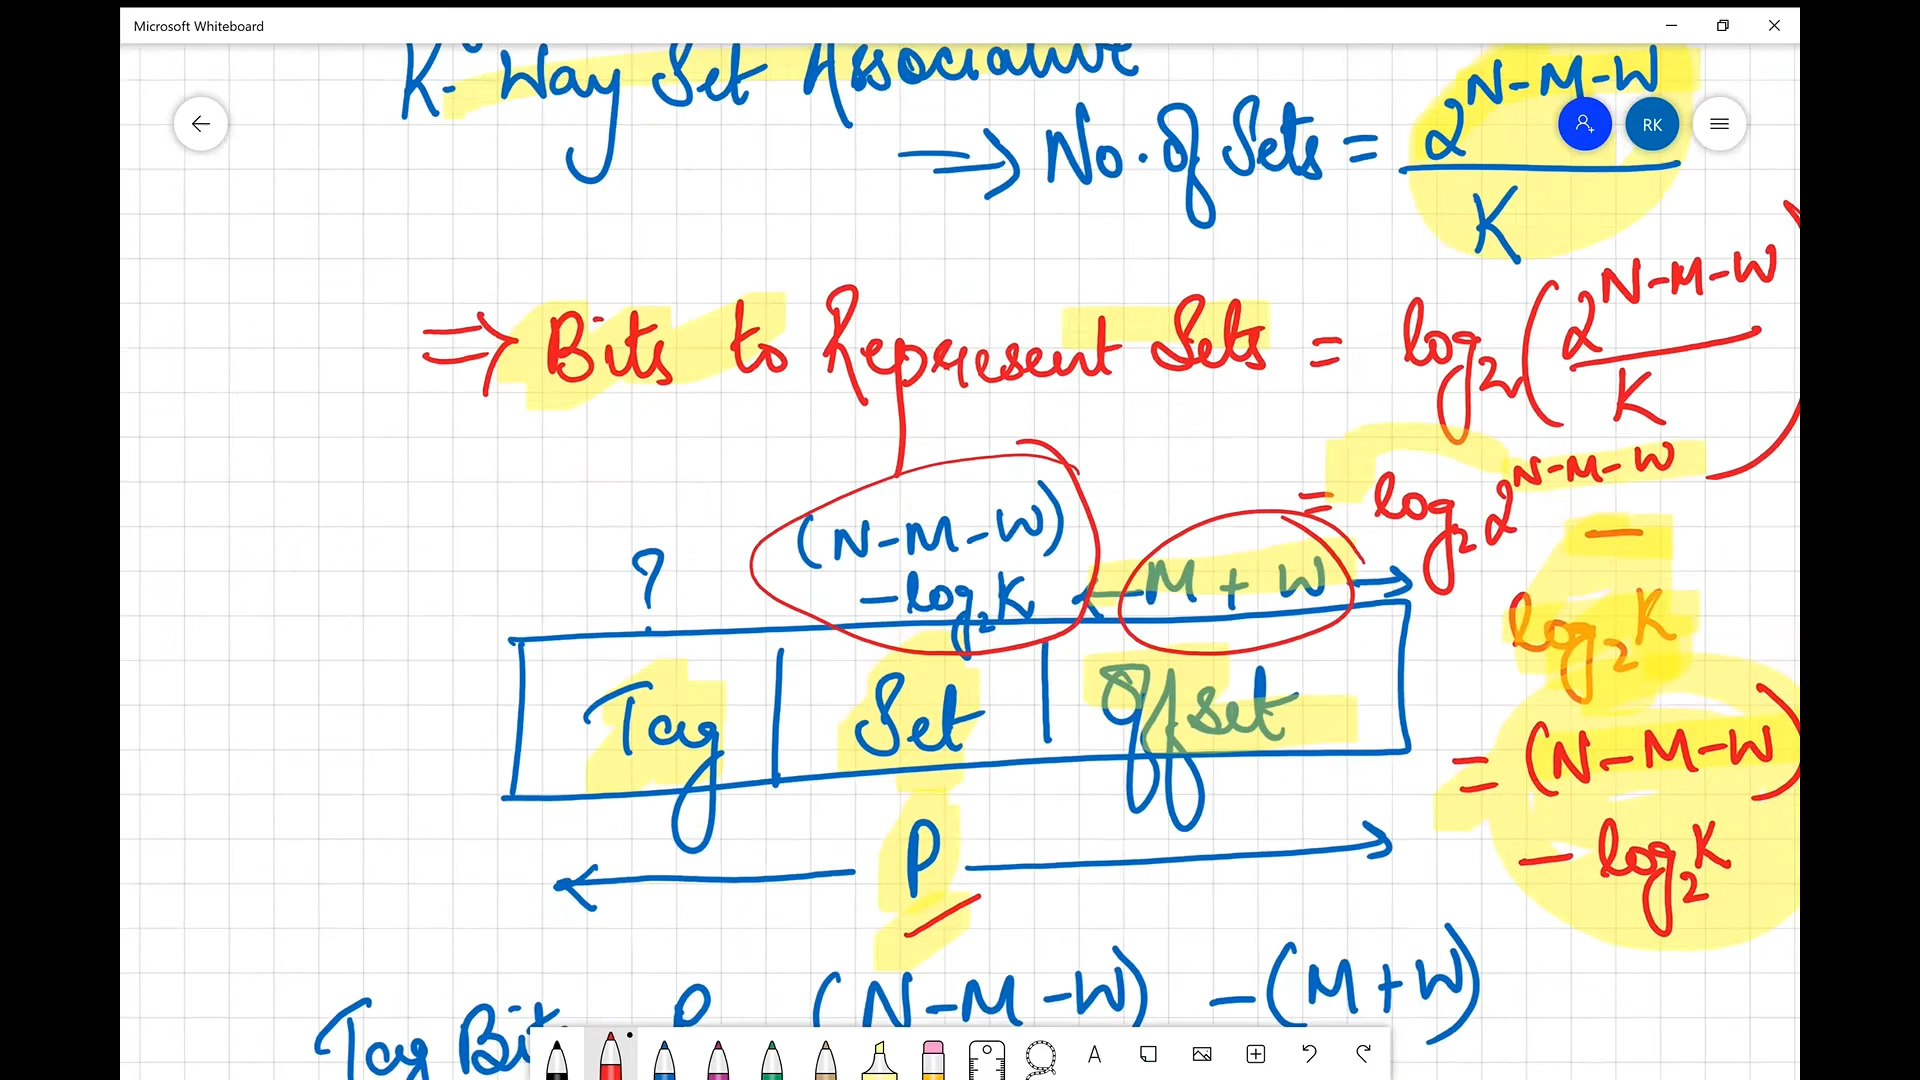 Microsoft Whiteboard
K-Way Set Associative
⇒ No. of Sets = 2^(N-M-W) / K
RK
⇒ Bits to Represent Sets = log₂(2^(N-M-W) / K)
= log₂2^(N-M-W) - log₂K
= (N-M-W) - log₂K
? (N-M-W) - log₂K M + W
Tag Set Offset
P
Tag Bit P (N-M-W) - (M+W)
A